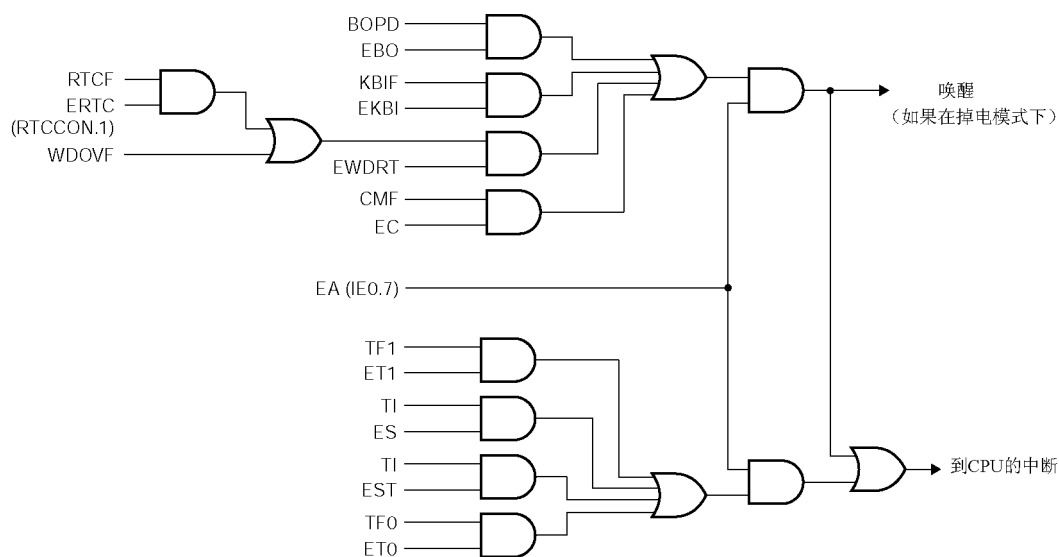 BOPD
EBO
RTCF
ERTC
(RTCCON.1)
WDOVF
KBIF
EKBI
EWDRT
CMF
EC
唤醒
（如果在掉电模式下）
EA (IE0.7)
TF1
ET1
TI
ES
TI
EST
TF0
ET0
到CPU的中断